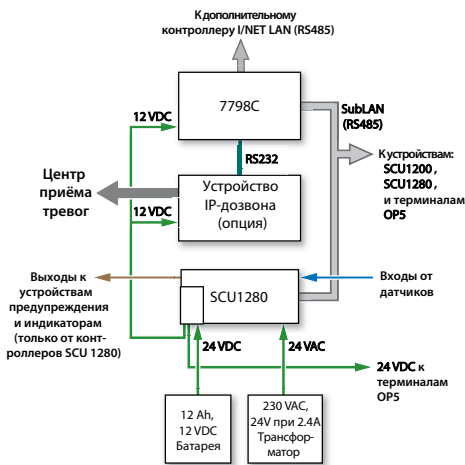 К дополнительному
контроллеру I/NET LAN (RS485)
7798C
12 VDC
SubLAN
(RS485)
RS232
К устройствам:
SCU1200 ,
SCU1280 ,
и терминалам
OP5
Центр
приёма
тревог
Устройство
IP-дозвона
(опция)
12 VDC
Выходы к
устройствам
предупреждения
и индикаторам
(только от конт-
роллеров SCU 1280)
SCU1280
Входы от
датчиков
24 VDC
24 VAC
24 VDC к
терминалам
OP5
12 Ah,
12 VDC
Батарея
230 VAC,
24V при 2.4A
Трансфор-
матор